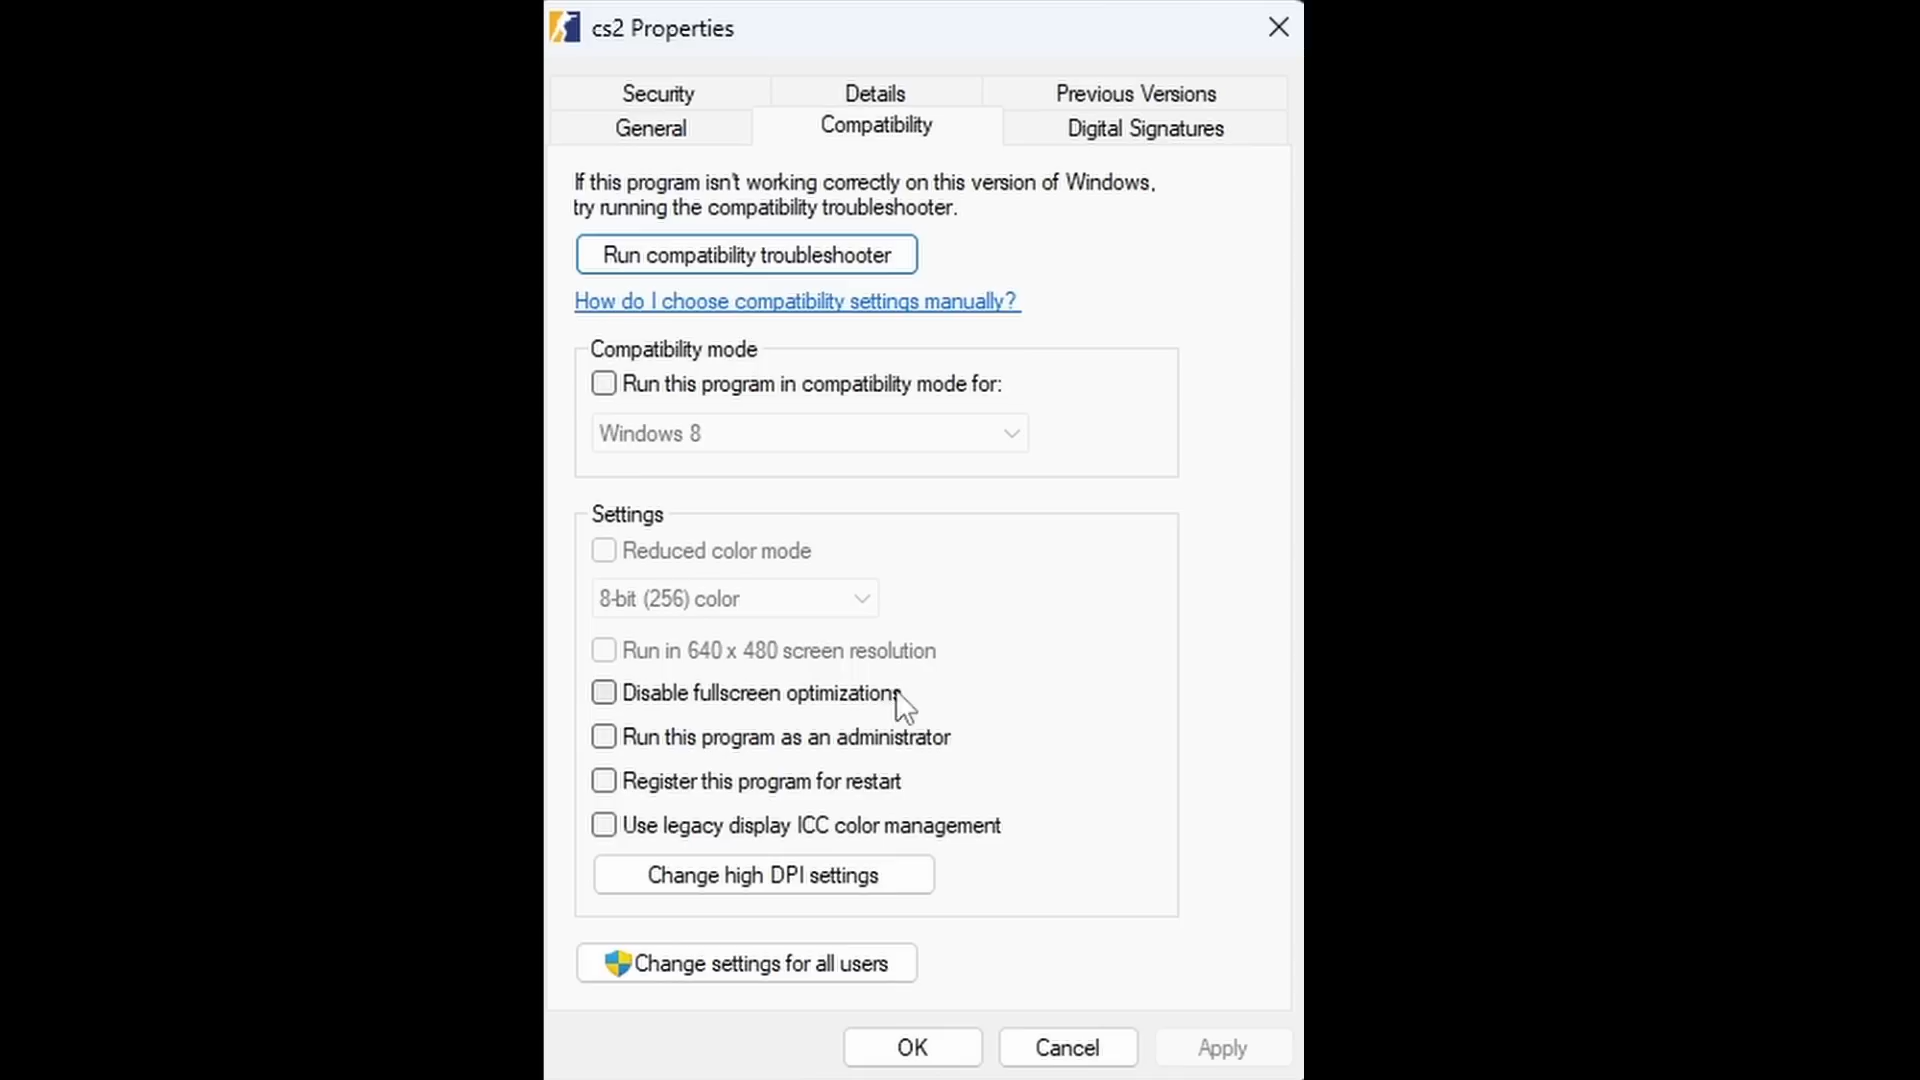 cs2 Properties
Security
Details
Previous Versions
General
Compatibility
Digital Signatures
If this program isn't working correctly on this version of Windows,
try running the compatibility troubleshooter.
Run compatibility troubleshooter
How do I choose compatibility settings manually?
Compatibility mode
Run this program in compatibility mode for:
Windows 8
Settings
Reduced color mode
8-bit (256) color
Run in 640 x 480 screen resolution
Disable fullscreen optimizations
Run this program as an administrator
Register this program for restart
Use legacy display ICC color management
Change high DPI settings
Change settings for all users
OK
Cancel
Apply